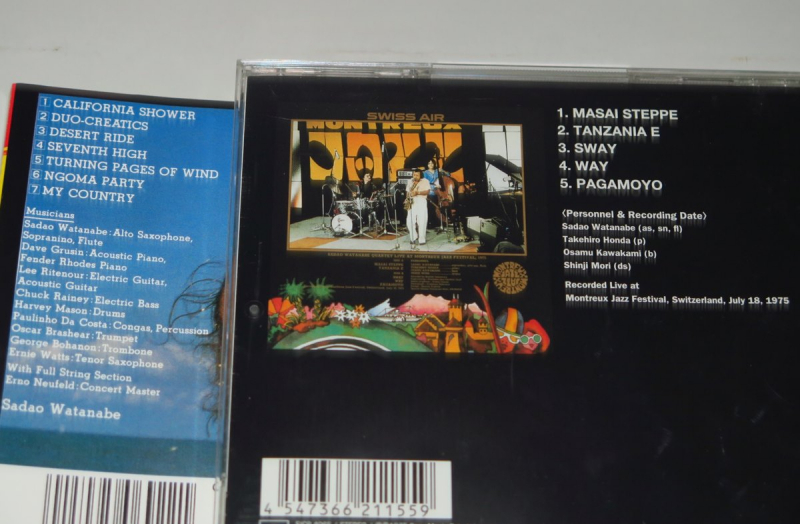 1 CALIFORNIA SHOWER
2 DUO-CREATICS
3 DESERT RIDE
4 SEVENTH HIGH
5 TURNING PAGES OF WIND
6 NGOMA PARTY
7 MY COUNTRY
Musicians
Sadao Watanabe: Alto Saxophone,
Sopranino, Flute
Dave Grusin: Acoustic Piano,
Fender Rhodes Piano
Lee Ritenour: Electric Guitar,
Acoustic Guitar
Chuck Rainey: Electric Bass
Harvey Mason: Drums
Paulinho Da Costa: Congas, Percussion
Oscar Brashear: Trumpet
George Bohanon: Trombone
Ernie Watts: Tenor Saxophone
With Full String Section
Erno Neufeld: Concert Master
Sadao Watanabe
SWISS AIR
MONTREUX
1. MASAI STEPPE
2. TANZANIA E
3. SWAY
4. WAY
5. PAGAMOYO
〈Personnel & Recording Date〉
Sadao Watanabe (as, sn, fl)
Takehiro Honda (p)
Osamu Kawakami (b)
Shinji Mori (ds)
Recorded Live at
Montreux Jazz Festival, Switzerland, July 18, 1975
4 547366 211559